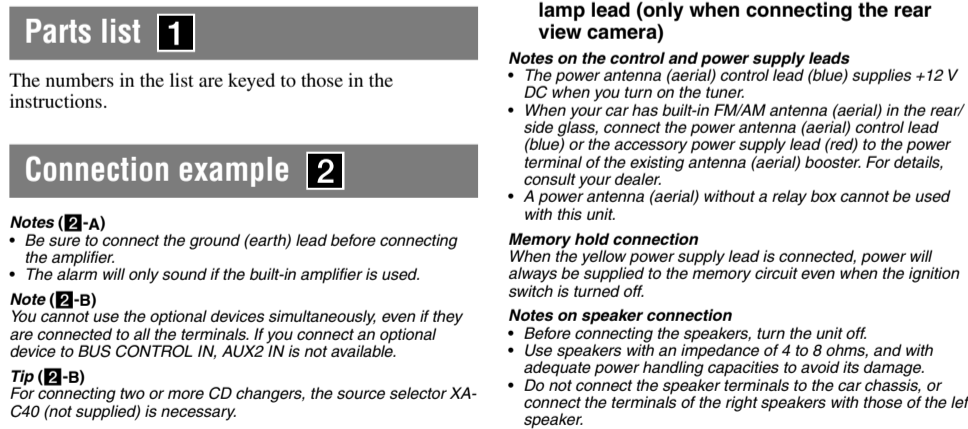 Parts list 1
The numbers in the list are keyed to those in the
instructions.
Connection example 2
Notes (2-A)
• Be sure to connect the ground (earth) lead before connecting
the amplifier.
• The alarm will only sound if the built-in amplifier is used.
Note (2-B)
You cannot use the optional devices simultaneously, even if they
are connected to all the terminals. If you connect an optional
device to BUS CONTROL IN, AUX2 IN is not available.
Tip (2-B)
For connecting two or more CD changers, the source selector XA-
C40 (not supplied) is necessary.
lamp lead (only when connecting the rear
view camera)
Notes on the control and power supply leads
• The power antenna (aerial) control lead (blue) supplies +12 V
DC when you turn on the tuner.
• When your car has built-in FM/AM antenna (aerial) in the rear/
side glass, connect the power antenna (aerial) control lead
(blue) or the accessory power supply lead (red) to the power
terminal of the existing antenna (aerial) booster. For details,
consult your dealer.
• A power antenna (aerial) without a relay box cannot be used
with this unit.
Memory hold connection
When the yellow power supply lead is connected, power will
always be supplied to the memory circuit even when the ignition
switch is turned off.
Notes on speaker connection
• Before connecting the speakers, turn the unit off.
• Use speakers with an impedance of 4 to 8 ohms, and with
adequate power handling capacities to avoid its damage.
• Do not connect the speaker terminals to the car chassis, or
connect the terminals of the right speakers with those of the lef
speaker.